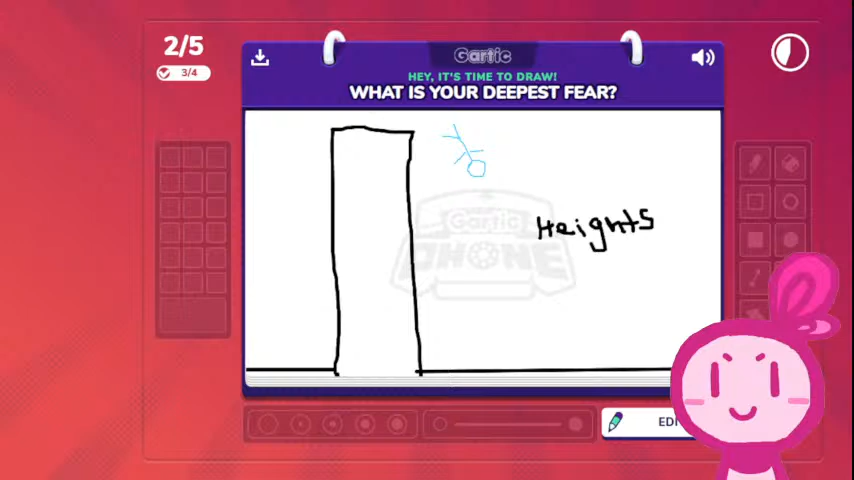 2/5
3/4
Gartic
HEY, IT'S TIME TO DRAW!
WHAT IS YOUR DEEPEST FEAR?
Gartic
PHONE
Heights
EDI